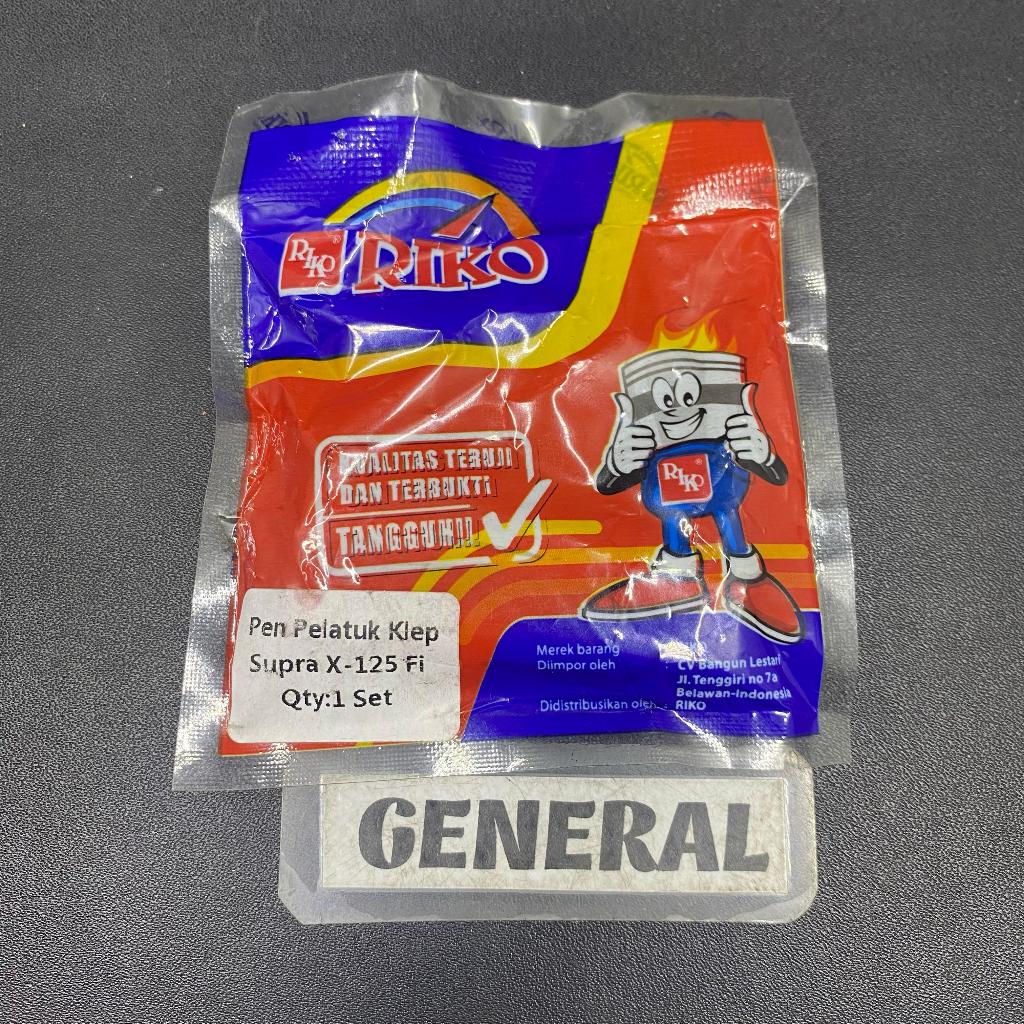 RIKO
RIKO
KUALITAS TERUJI
DAN TERBUKTI
TANGGUH!!
RIKO
Pen Pelatuk Klep
Supra X-125 Fi
Qty:1 Set
Merek barang
Diimpor oleh
CV Bangun Lestari
Jl. Tenggiri no 7a
Belawan-Indonesia
Didistribusikan oleh: RIKO
GENERAL